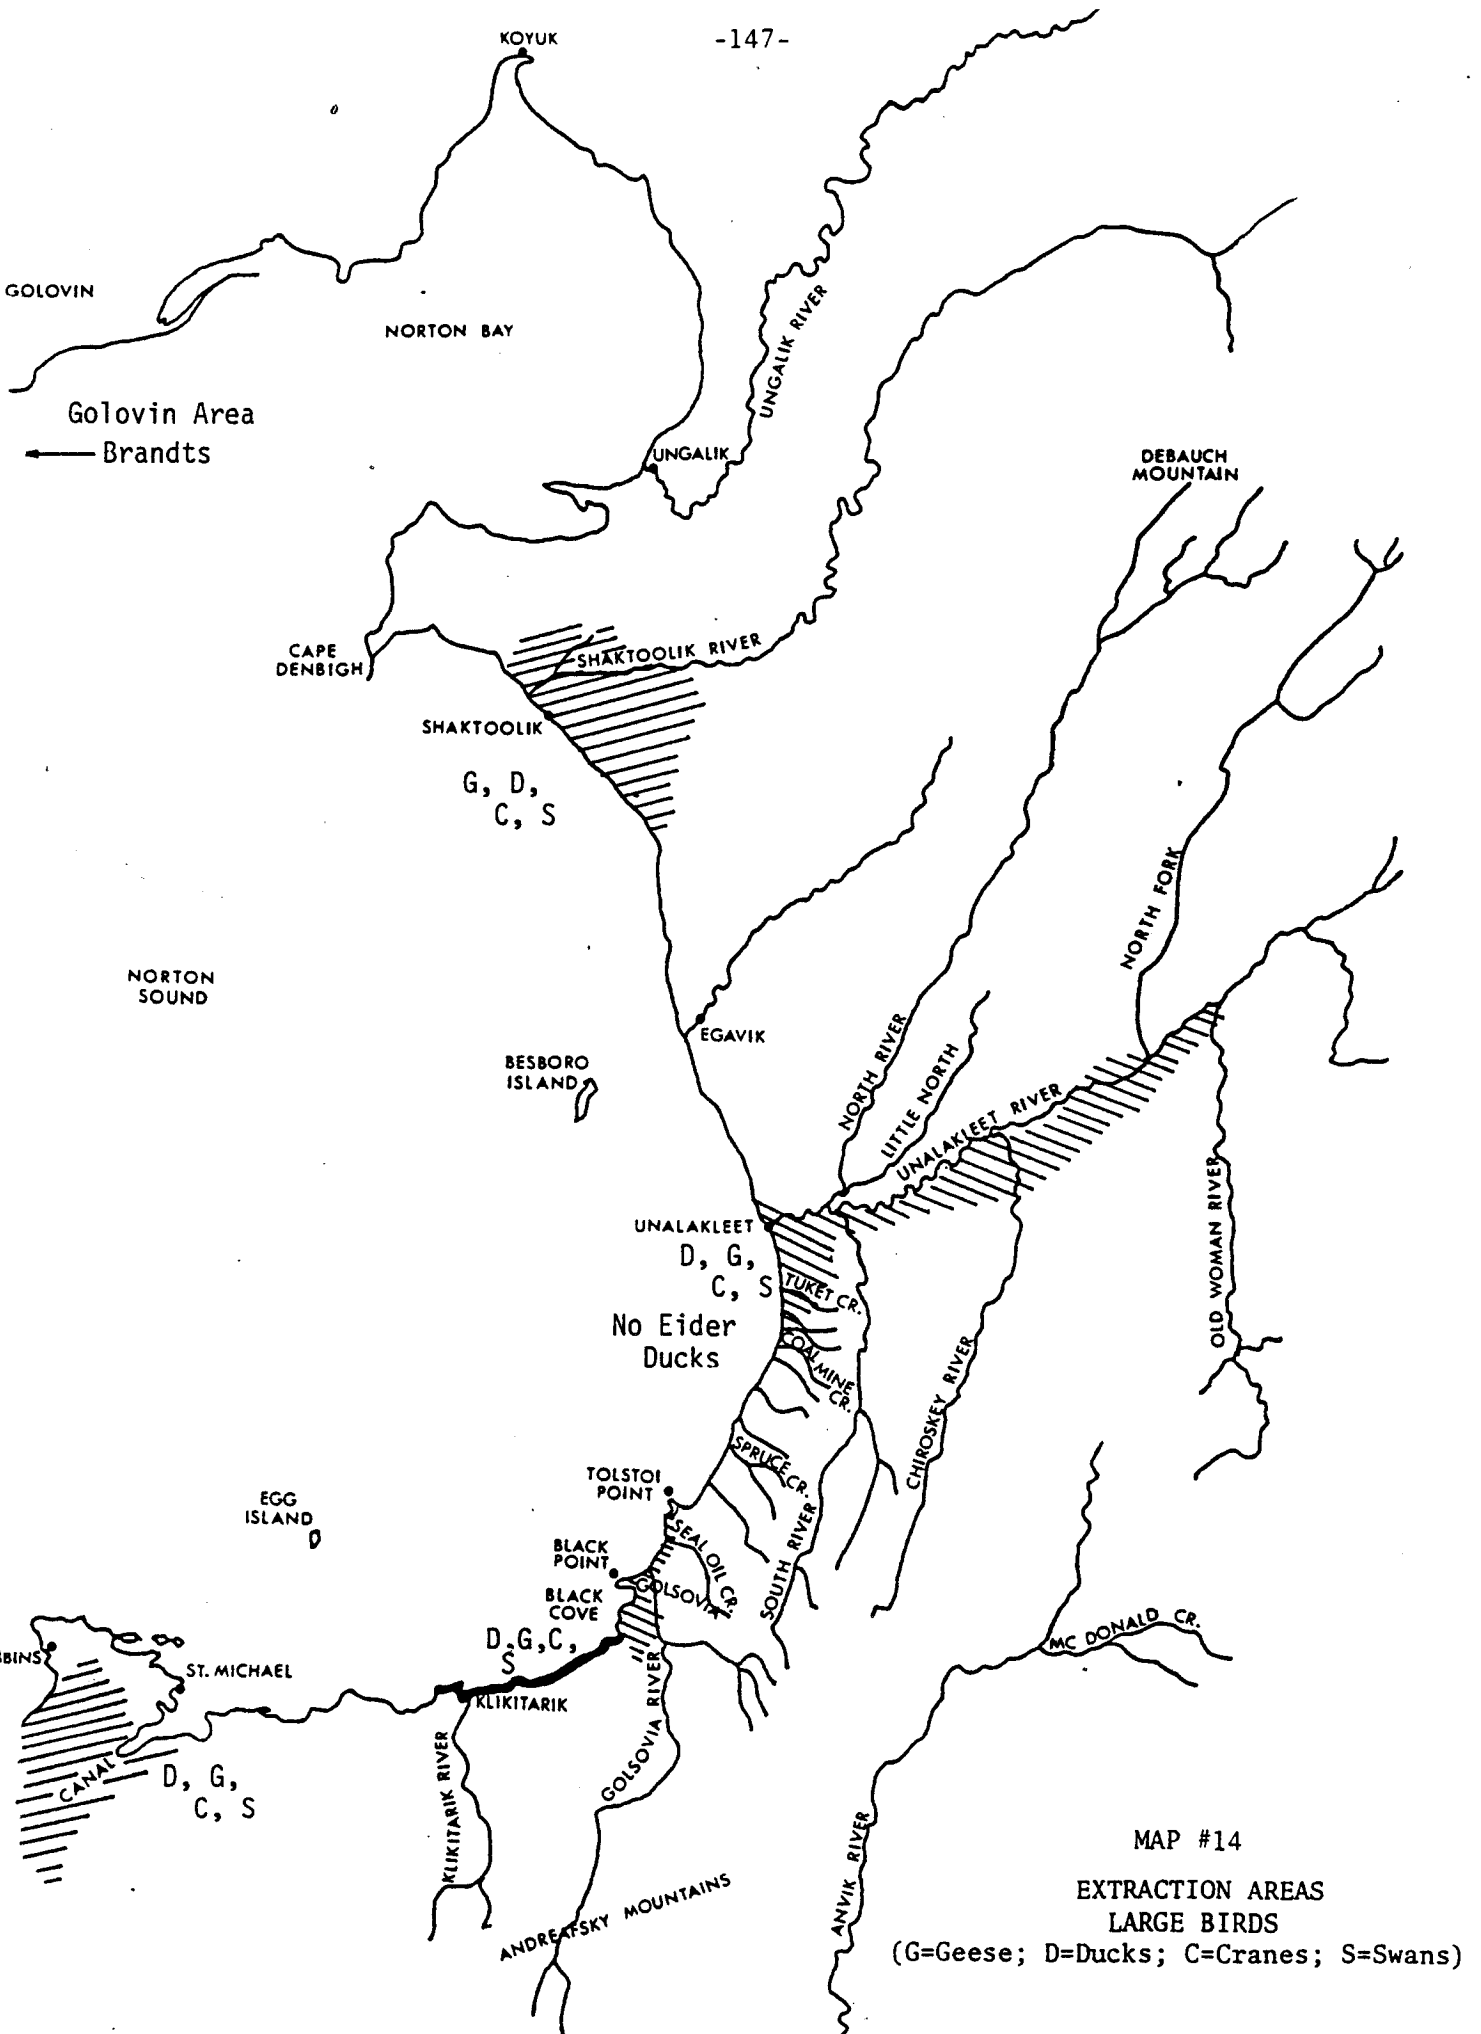 -147-
KOYUK
GOLOVIN
NORTON BAY
UNGALIK RIVER
Golovin Area
Brandts
UNGALIK
DEBAUCH
MOUNTAIN
CAPE
DENBIGH
SHAKTOOLIK RIVER
SHAKTOOLIK
G, D,
C, S
NORTH FORK
NORTON
SOUND
EGAVIK
BESBORO
ISLAND
NORTH RIVER
LITTLE NORTH
UNALAKLEET RIVER
OLD WOMAN RIVER
UNALAKLEET
D, G,
C, S
TUKET CR.
No Eider
Ducks
COAL MINE
CR.
CHIROSKEY RIVER
SPRUCE
CR.
TOLSTOI
POINT
EGG
ISLAND
SEAL OIL CR.
SOUTH RIVER
BLACK
POINT
GOLSOVIA
BLACK
COVE
D,G,C,
S
MC DONALD CR.
BBINS
ST. MICHAEL
KLIKITARIK
GOLSOVIA RIVER
KLIKITARIK RIVER
CANAL
D, G,
C, S
ANVIK RIVER
ANDREAFSKY MOUNTAINS
MAP #14
EXTRACTION AREAS
LARGE BIRDS
(G=Geese; D=Ducks; C=Cranes; S=Swans)